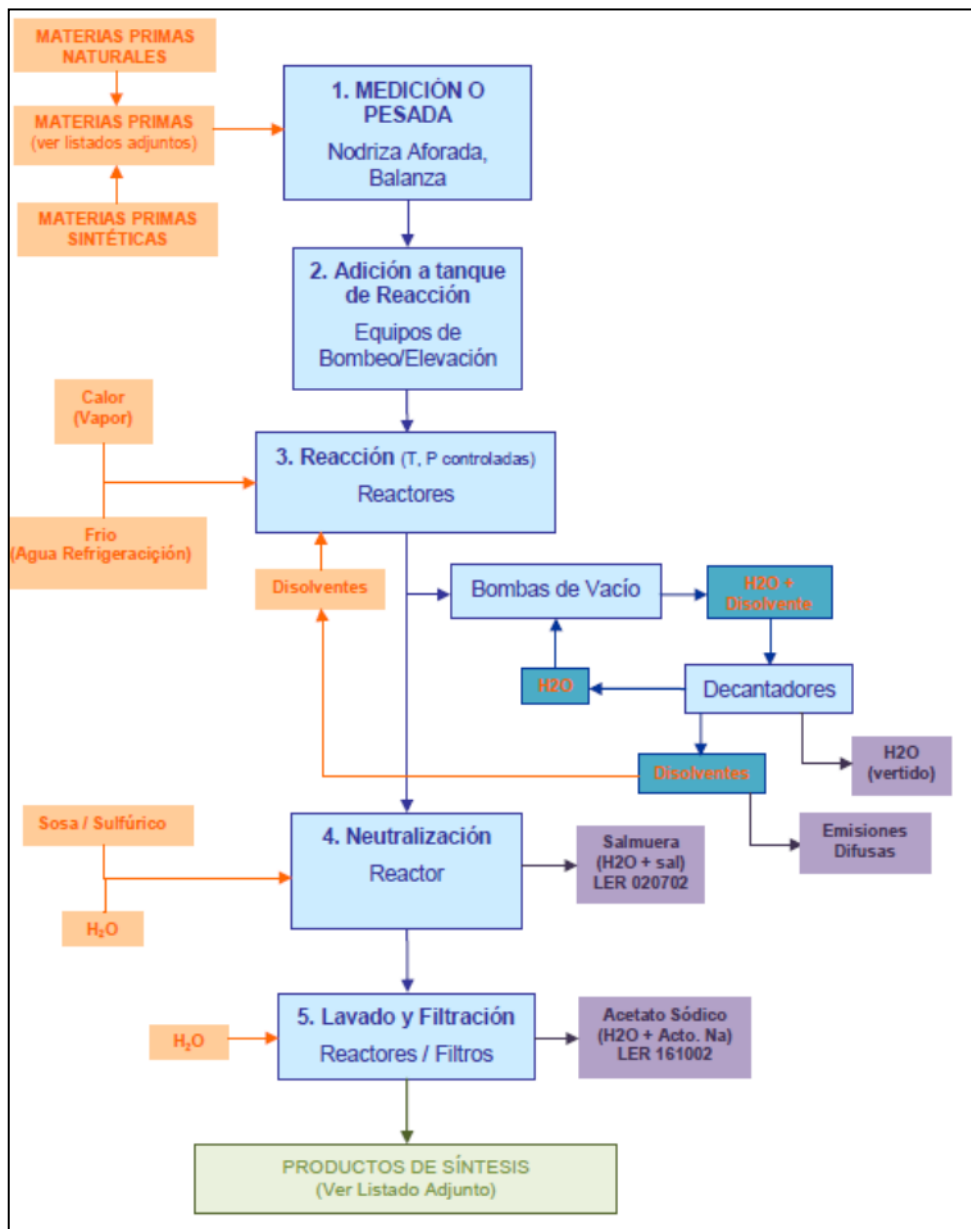 MATERIAS PRIMAS
NATURALES
MATERIAS PRIMAS
(ver listados adjuntos)
MATERIAS PRIMAS
SINTÉTICAS
1. MEDICIÓN O
PESADA
Nodriza Aforada,
Balanza
2. Adición a tanque
de Reacción
Equipos de
Bombeo/Elevación
Calor
(Vapor)
3. Reacción (T, P controladas)
Reactores
Frio
(Agua Refrigeracición)
Disolventes
Bombas de Vacío
H2O +
Disolvente
H2O
Decantadores
Disolventes
H2O
(vertido)
Emisiones
Difusas
Sosa / Sulfúrico
H₂O
4. Neutralización
Reactor
Salmuera
(H2O + sal)
LER 020702
H₂O
5. Lavado y Filtración
Reactores / Filtros
Acetato Sódico
(H2O + Acto. Na)
LER 161002
PRODUCTOS DE SÍNTESIS
(Ver Listado Adjunto)